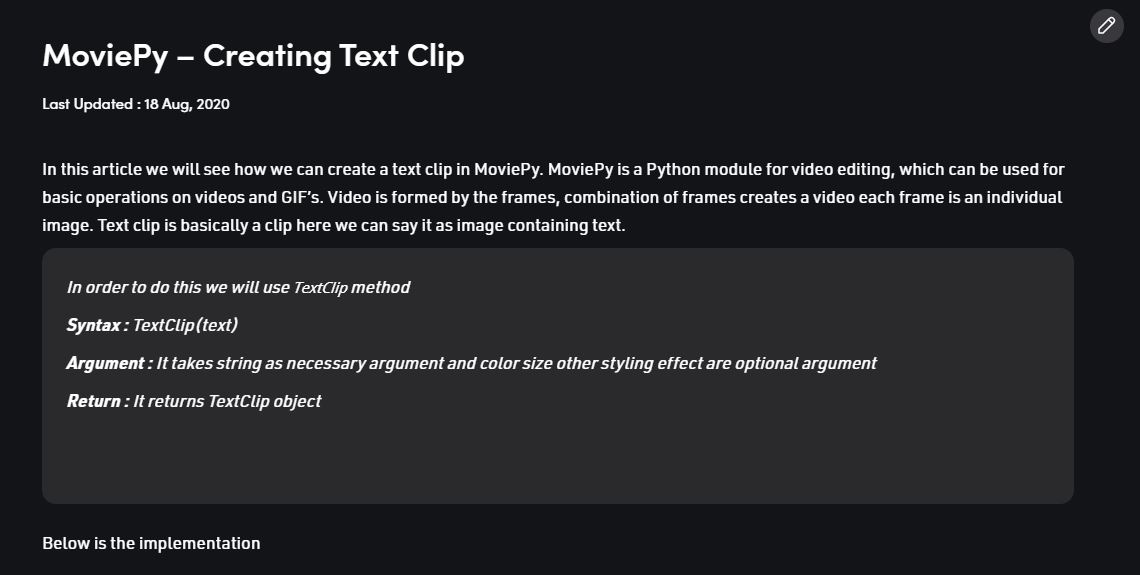 MoviePy – Creating Text Clip
Last Updated : 18 Aug, 2020
In this article we will see how we can create a text clip in MoviePy. MoviePy is a Python module for video editing, which can be used for
basic operations on videos and GIF's. Video is formed by the frames, combination of frames creates a video each frame is an individual
image. Text clip is basically a clip here we can say it as image containing text.
In order to do this we will use TextClip method
Syntax : TextClip(text)
Argument : It takes string as necessary argument and color size other styling effect are optional argument
Return : It returns TextClip object
Below is the implementation